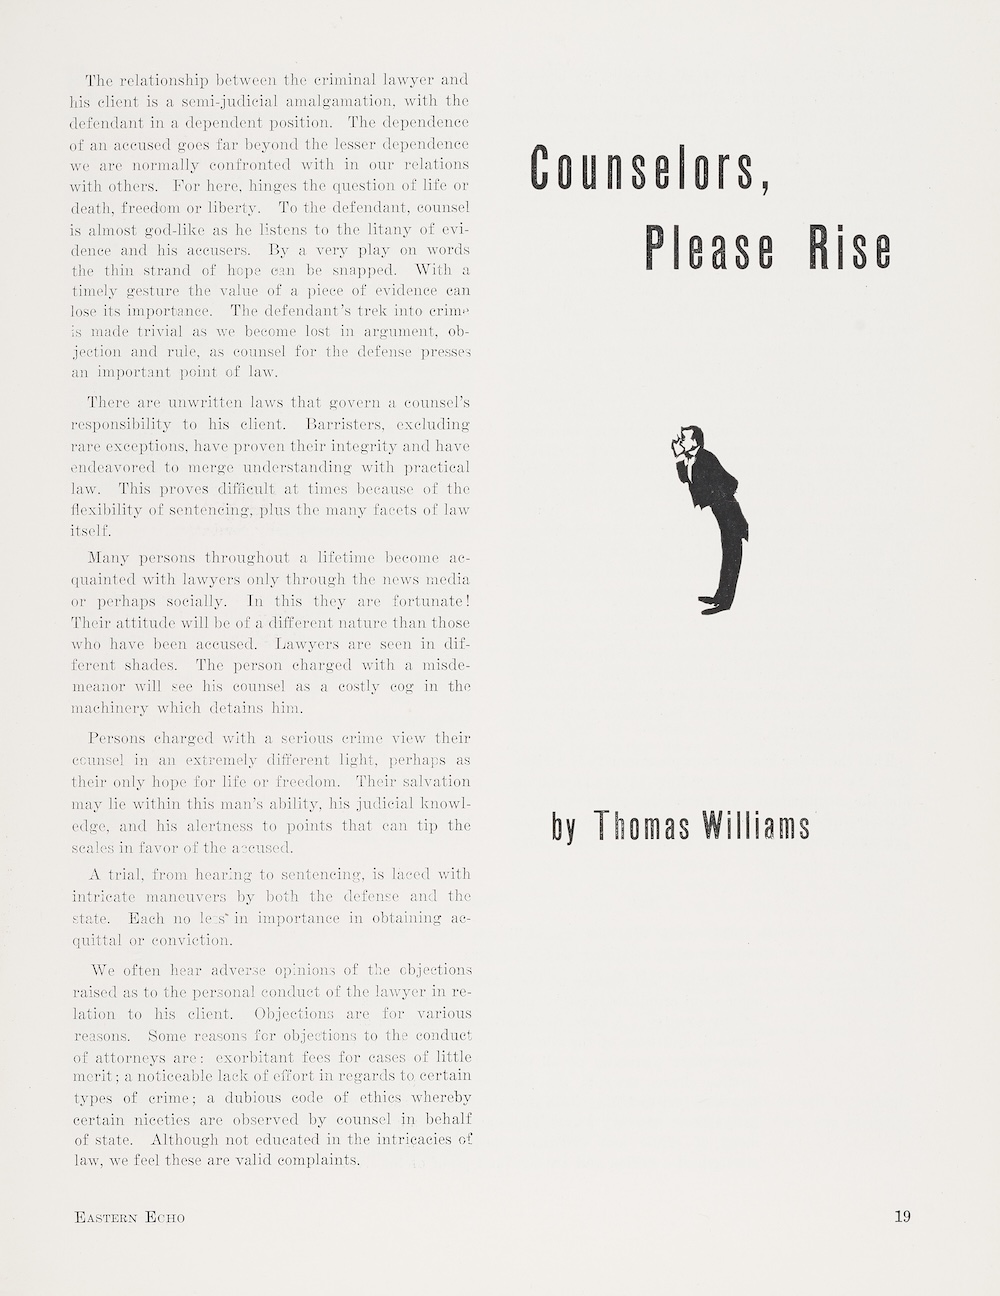 The relationship between the criminal lawyer and
his client is a semi-judicial amalgamation, with the
defendant in a dependent position. The dependence
of an accused goes far beyond the lesser dependence
we are normally confronted with in our relations
with others. For here, hinges the question of life or
death, freedom or liberty. To the defendant, counsel
is almost god-like as he listens to the litany of evi-
dence and his accusers. By a very play on words
the thin strand of hope can be snapped. With a
timely gesture the value of a piece of evidence can
lose its importance. The defendant's trek into crime
is made trivial as we become lost in argument, ob-
jection and rule, as counsel for the defense presses
an important point of law.
There are unwritten laws that govern a counsel's
responsibility to his client. Barristers, excluding
rare exceptions, have proven their integrity and have
endeavored to merge understanding with practical
law. This proves difficult at times because of the
flexibility of sentencing, plus the many facets of law
itself.
Many persons throughout a lifetime become ac-
quainted with lawyers only through the news media
or perhaps socially. In this they are fortunate!
Their attitude will be of a different nature than those
who have been accused. Lawyers are seen in dif-
ferent shades. The person charged with a misde-
meanor will see his counsel as a costly cog in the
machinery which detains him.
Persons charged with a serious crime view their
counsel in an extremely different light, perhaps as
their only hope for life or freedom. Their salvation
may lie within this man's ability, his judicial knowl-
edge, and his alertness to points that can tip the
scales in favor of the accused.
A trial, from hearing to sentencing, is laced with
intricate maneuvers by both the defense and the
state. Each no less in importance in obtaining ac-
quittal or conviction.
We often hear adverse opinions of the objections
raised as to the personal conduct of the lawyer in re-
lation to his client. Objections are for various
reasons. Some reasons for objections to the conduct
of attorneys are: exorbitant fees for cases of little
merit; a noticeable lack of effort in regards to certain
types of crime; a dubious code of ethics whereby
certain niceties are observed by counsel in behalf
of state. Although not educated in the intricacies of
law, we feel these are valid complaints.
Counselors,
Please Rise
by Thomas Williams
Eastern Echo
19